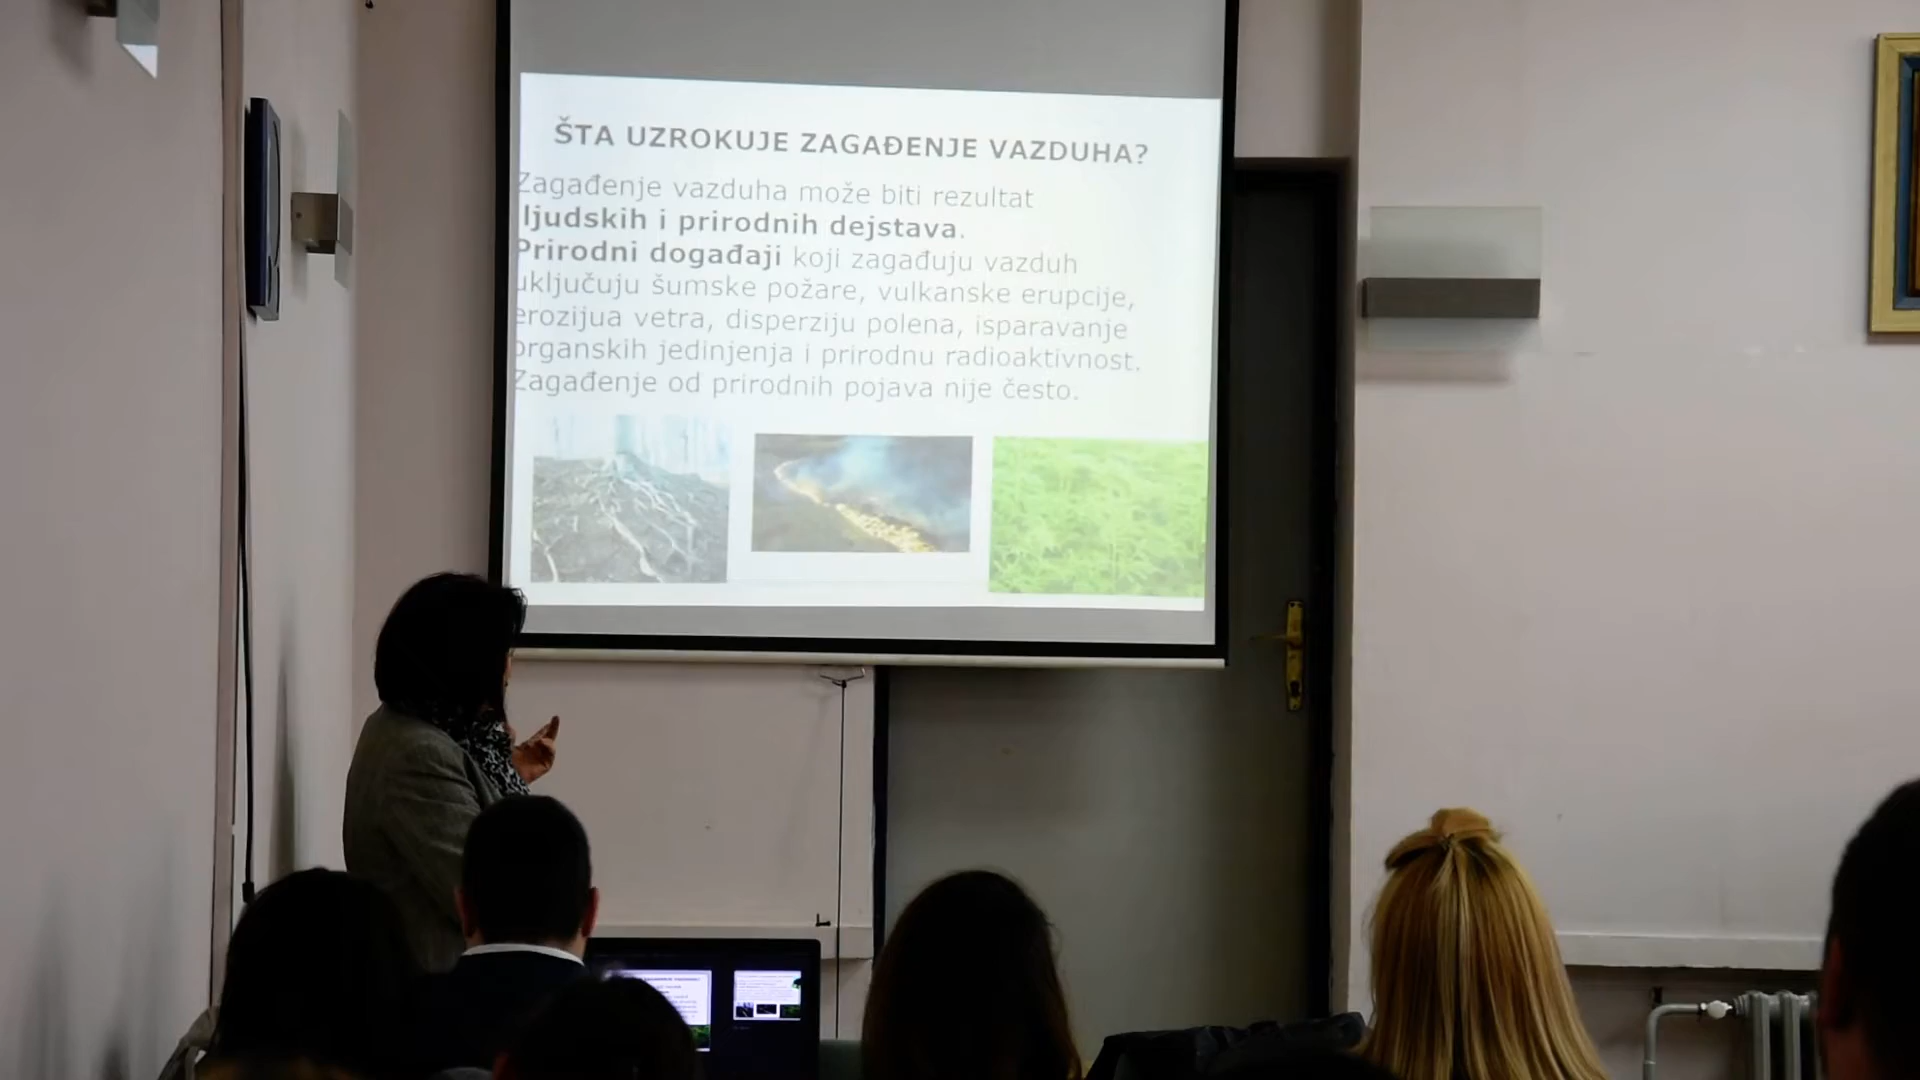 ŠTA UZROKUJE ZAGAĐENJE VAZDUHA?
Zagađenje vazduha može biti rezultat
ljudskih i prirodnih dejstava.
Prirodni događaji koji zagađuju vazduh
uključuju šumske požare, vulkanske erupcije,
erozijua vetra, disperziju polena, isparavanje
organskih jedinjenja i prirodnu radioaktivnost.
Zagađenje od prirodnih pojava nije često.